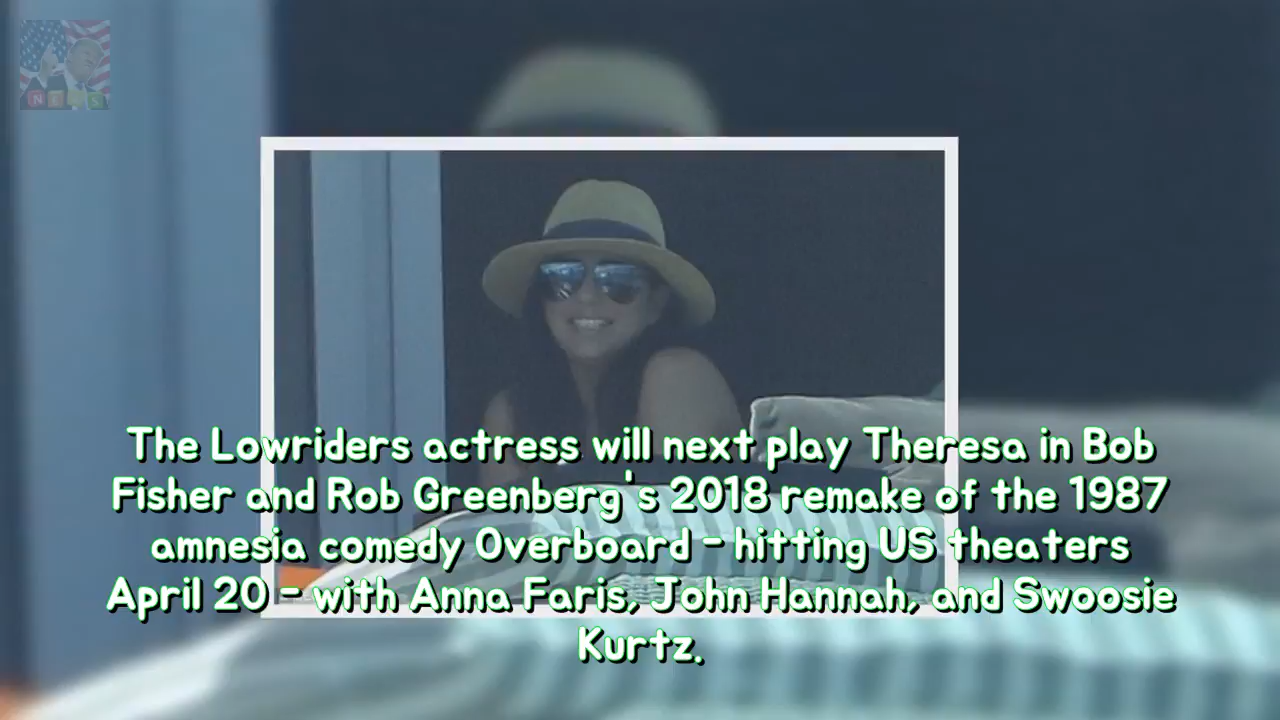 NEWS
The Lowriders actress will next play Theresa in Bob
Fisher and Rob Greenberg's 2018 remake of the 1987
amnesia comedy Overboard - hitting US theaters
April 20 - with Anna Faris, John Hannah, and Swoosie
Kurtz.